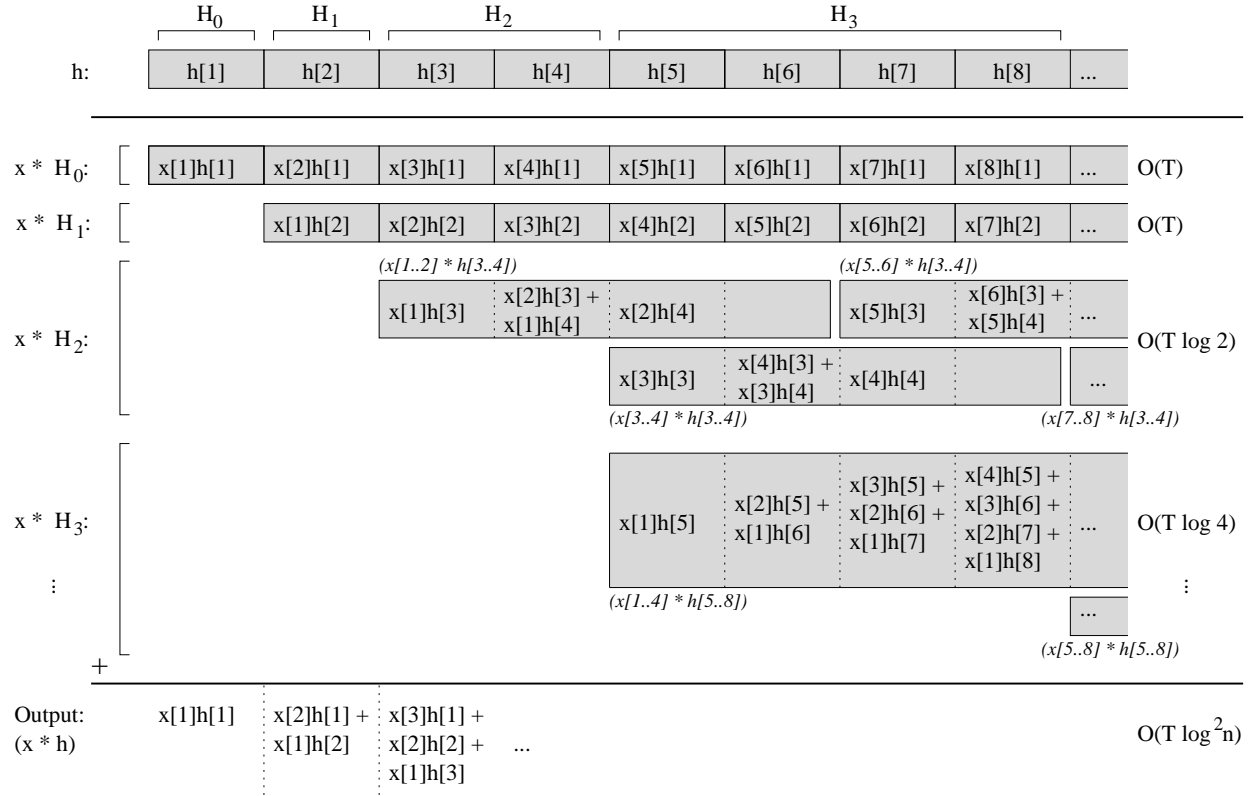 H0 H1 H2 H3
h: h[1] h[2] h[3] h[4] h[5] h[6] h[7] h[8] ...
x * H0: x[1]h[1] x[2]h[1] x[3]h[1] x[4]h[1] x[5]h[1] x[6]h[1] x[7]h[1] x[8]h[1] ... O(T)
x * H1: x[1]h[2] x[2]h[2] x[3]h[2] x[4]h[2] x[5]h[2] x[6]h[2] x[7]h[2] ... O(T)
(x[1..2] * h[3..4]) (x[5..6] * h[3..4])
x[2]h[3] + x[6]h[3] +
x[1]h[3] x[2]h[4] x[5]h[3] ...
x[1]h[4] x[5]h[4]
x * H2: O(T log 2)
x[4]h[3] +
x[3]h[3] x[4]h[4] ...
x[3]h[4]
(x[3..4] * h[3..4]) (x[7..8] * h[3..4])
x[4]h[5] +
x[3]h[5] +
x[2]h[5] + x[3]h[6] +
x * H3: x[1]h[5] x[2]h[6] + ... O(T log 4)
x[1]h[6] x[2]h[7] +
x[1]h[7]
x[1]h[8]
⋮ ⋮
(x[1..4] * h[5..8])
...
(x[5..8] * h[5..8])
+
Output: x[1]h[1] x[2]h[1] + x[3]h[1] +
(x * h) x[1]h[2] x[2]h[2] + ... O(T log²n)
x[1]h[3]